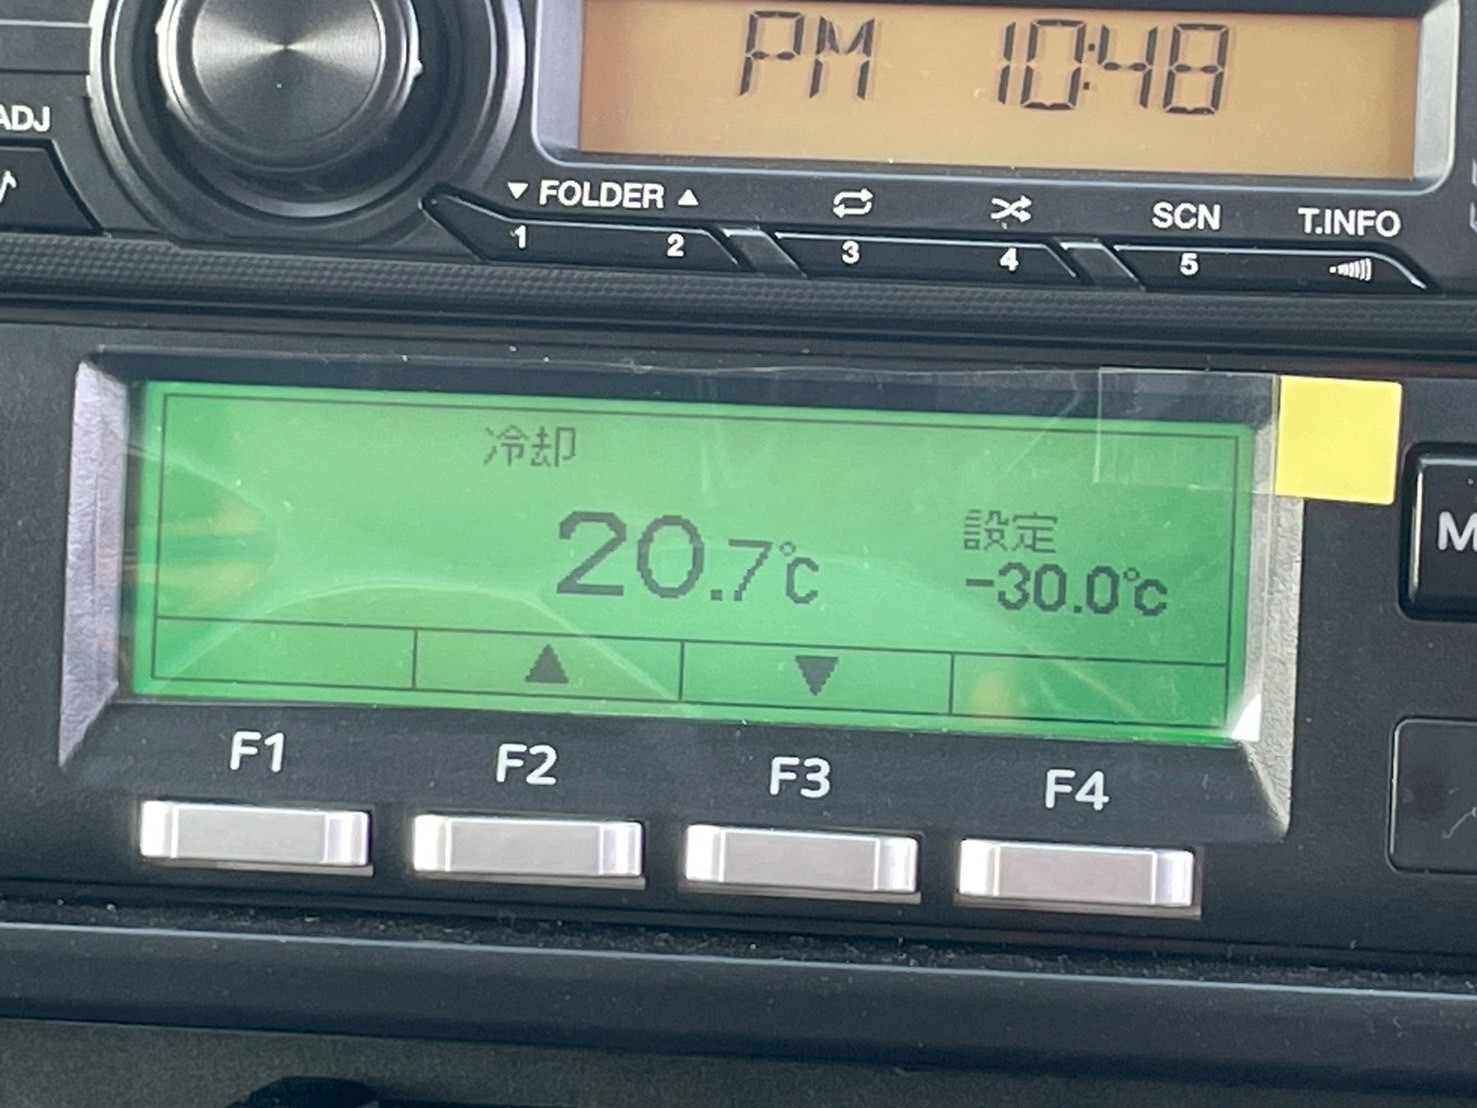 PM 10:48
ADJ
▼ FOLDER ▲
SCN
T.INFO
1
2
3
4
5
冷却
20.7℃
設定
-30.0℃
▲
▼
M
F1
F2
F3
F4